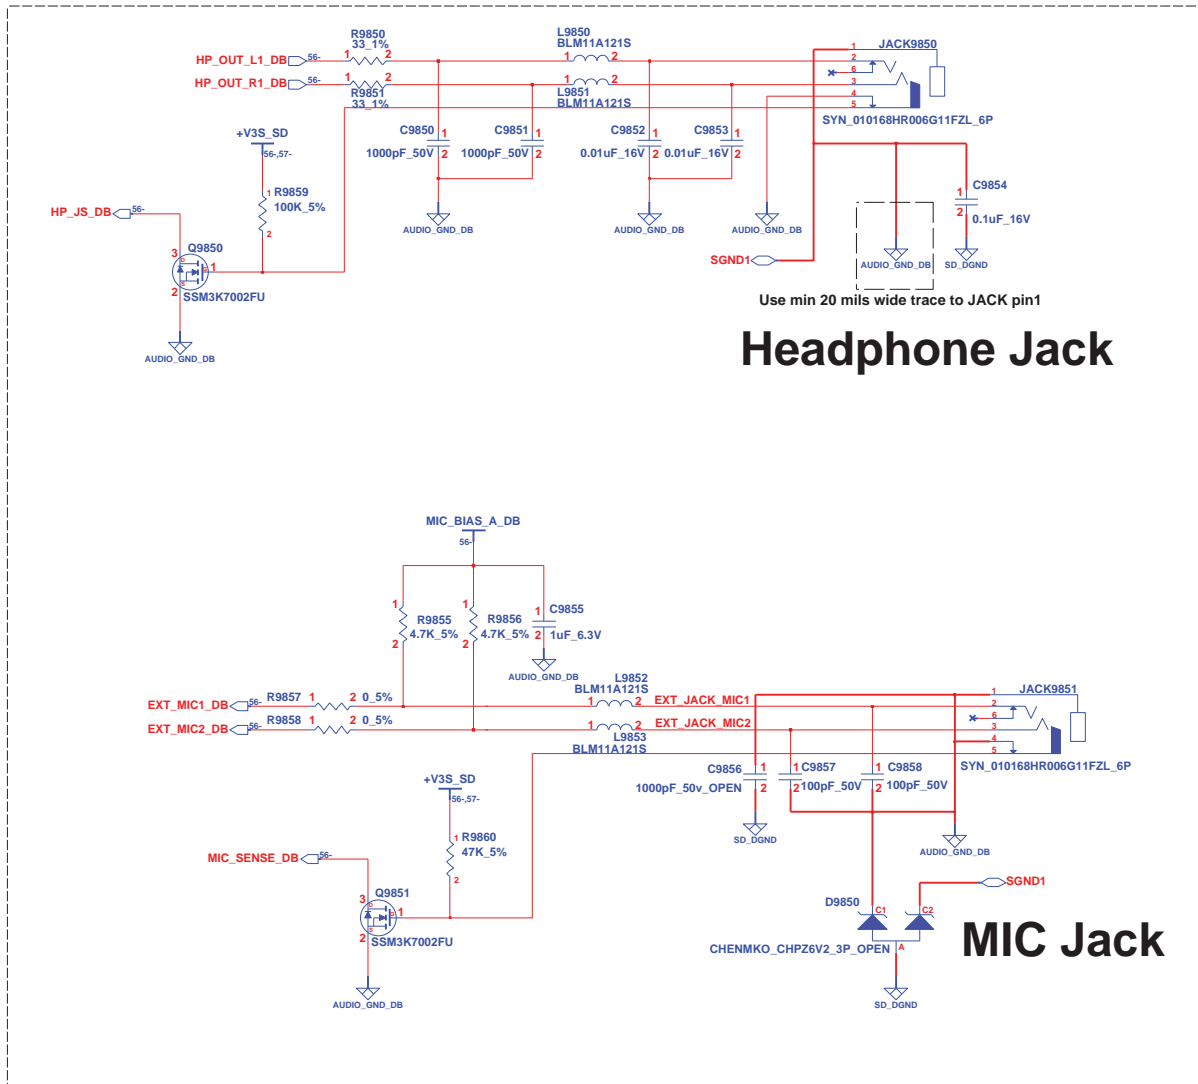 R9850
33_1%
L9850
BLM11A121S
JACK9850
HP_OUT_L1_DB 56- 1 2 1 2 1
2
6
HP_OUT_R1_DB 56- 1 2 1 2 3
4
5
R9851
33_1%
L9851
BLM11A121S
SYN_010168HR006G11FZL_6P
+V3S_SD
56-,57-
C9850 1
1000pF_50V 2
C9851 1
1000pF_50V 2
C9852 1
0.01uF_16V 2
C9853 1
0.01uF_16V 2
1
R9859
100K_5%
2
C9854
1
2
0.1uF_16V
HP_JS_DB 56-
AUDIO_GND_DB
AUDIO_GND_DB
AUDIO_GND_DB
Q9850
3 D
G 1
S
2
SSM3K7002FU
SGND1
AUDIO_GND_DB
SD_DGND
Use min 20 mils wide trace to JACK pin1
AUDIO_GND_DB
Headphone Jack
MIC_BIAS_A_DB
56-
1
R9855
4.7K_5%
2
1
R9856
4.7K_5%
2
1
C9855
2
1uF_6.3V
AUDIO_GND_DB
L9852
BLM11A121S
EXT_MIC1_DB 56- R9857 1 2 0_5% 1 2 EXT_JACK_MIC1
EXT_MIC2_DB 56- R9858 1 2 0_5% 1 2 EXT_JACK_MIC2
L9853
BLM11A121S
1
JACK9851
2
6
3
4
5
SYN_010168HR006G11FZL_6P
C9856 1
1000pF_50v_OPEN 2
C9857
1
2
100pF_50V
C9858
1
2
100pF_50V
+V3S_SD
56-,57-
SD_DGND
AUDIO_GND_DB
1
R9860
47K_5%
2
MIC_SENSE_DB 56-
Q9851
3 D
G 1
S
2
SSM3K7002FU
SGND1
D9850
C1 C2
CHENMKO_CHPZ6V2_3P_OPEN A
MIC Jack
AUDIO_GND_DB
SD_DGND